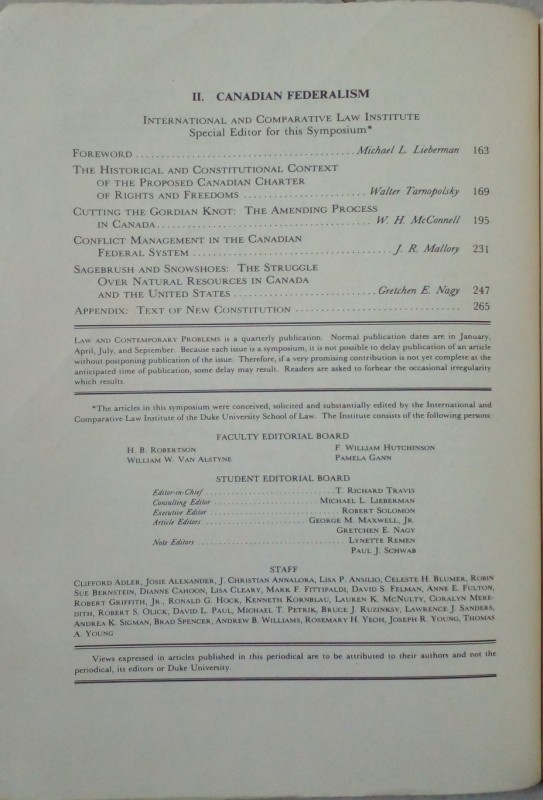 II. CANADIAN FEDERALISM
INTERNATIONAL AND COMPARATIVE LAW INSTITUTE
Special Editor for this Symposium*
FOREWORD ........................................ Michael L. Lieberman 163
THE HISTORICAL AND CONSTITUTIONAL CONTEXT
OF THE PROPOSED CANADIAN CHARTER
OF RIGHTS AND FREEDOMS ...................... Walter Tarnopolsky 169
CUTTING THE GORDIAN KNOT: THE AMENDING PROCESS
IN CANADA ....................................... W. H. McConnell 195
CONFLICT MANAGEMENT IN THE CANADIAN
FEDERAL SYSTEM .................................... J. R. Mallory 231
SAGEBRUSH AND SNOWSHOES: THE STRUGGLE
OVER NATURAL RESOURCES IN CANADA
AND THE UNITED STATES .......................... Gretchen E. Nagy 247
APPENDIX: TEXT OF NEW CONSTITUTION .............................. 265
LAW AND CONTEMPORARY PROBLEMS is a quarterly publication. Normal publication dates are in January,
April, July, and September. Because each issue is a symposium, it is not possible to delay publication of an article
without postponing publication of the issue. Therefore, if a very promising contribution is not yet complete at the
anticipated time of publication, some delay may result. Readers are asked to forbear the occasional irregularity
which results.
*The articles in this symposium were conceived, solicited and substantially edited by the International and
Comparative Law Institute of the Duke University School of Law. The Institute consists of the following persons:
FACULTY EDITORIAL BOARD
H. B. ROBERTSON F. WILLIAM HUTCHINSON
WILLIAM W. VAN ALSTYNE PAMELA GANN
STUDENT EDITORIAL BOARD
Editor-in-Chief .............................. T. RICHARD TRAVIS
Consulting Editor ......................... MICHAEL L. LIEBERMAN
Executive Editor ............................... ROBERT SOLOMON
Article Editors ........................ GEORGE M. MAXWELL, JR.
GRETCHEN E. NAGY
Note Editors .................................... LYNETTE REMEN
PAUL J. SCHWAB
STAFF
CLIFFORD ADLER, JOSIE ALEXANDER, J. CHRISTIAN ANNALORA, LISA P. ANSILIO, CELESTE H. BLUMER, ROBIN
SUE BERNSTEIN, DIANNE CAHOON, LISA CLEARY, MARK F. FITTIPALDI, DAVID S. FELMAN, ANNE E. FULTON,
ROBERT GRIFFITH, JR., RONALD G. HOCK, KENNETH KORNBLAU, LAUREN K. MCNULTY, CORALYN MERE-
DITH, ROBERT S. OLICK, DAVID L. PAUL, MICHAEL T. PETRIK, BRUCE J. RUZINKSY, LAWRENCE J. SANDERS,
ANDREA K. SIGMAN, BRAD SPENCER, ANDREW B. WILLIAMS, ROSEMARY H. YEOH, JOSEPH R. YOUNG, THOMAS
A. YOUNG
Views expressed in articles published in this periodical are to be attributed to their authors and not the
periodical, its editors or Duke University.